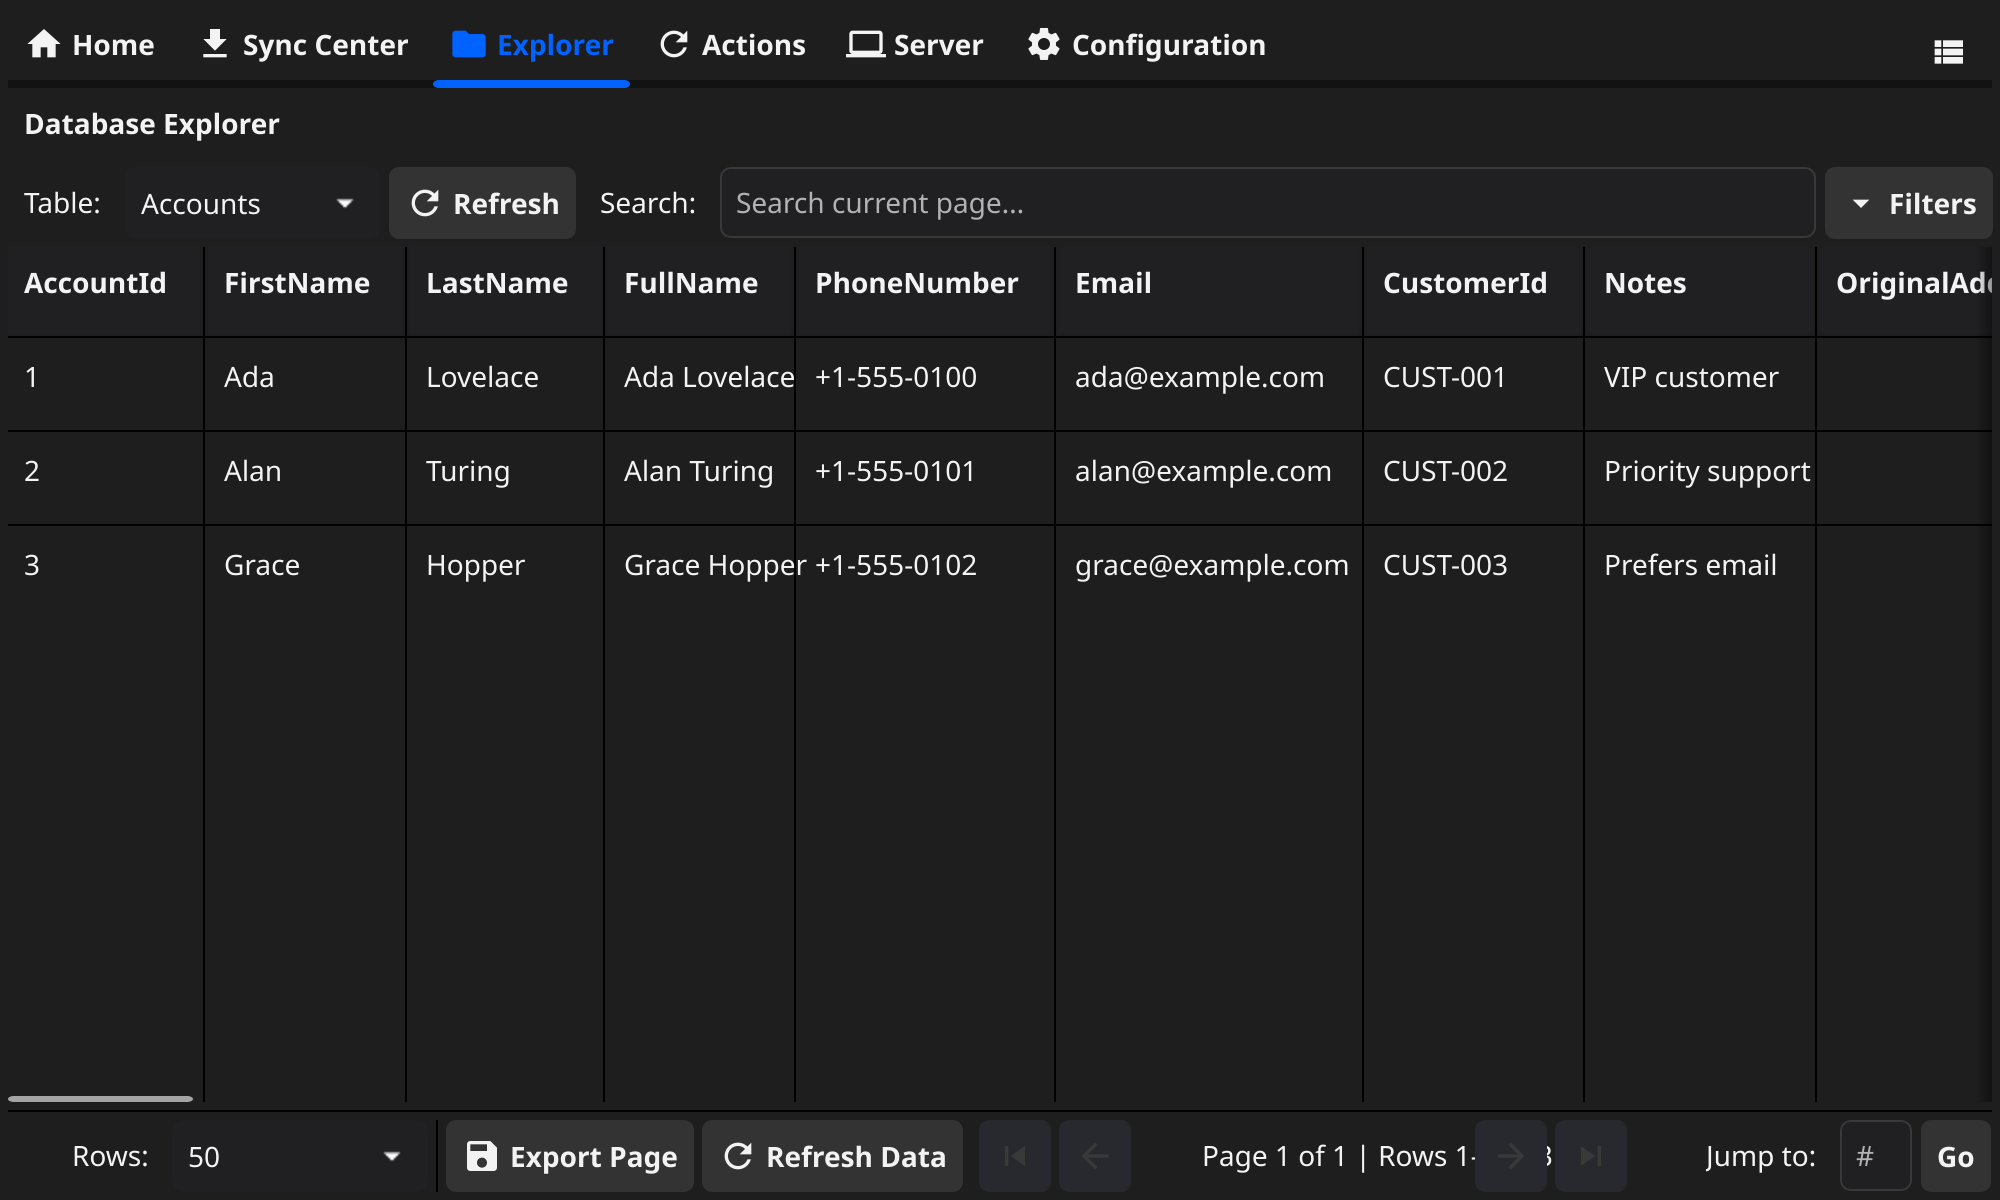 Home Sync Center Explorer Actions Server Configuration
Database Explorer
Table: Accounts Refresh Search: Search current page... Filters
AccountId FirstName LastName FullName PhoneNumber Email CustomerId Notes OriginalAd
1 Ada Lovelace Ada Lovelace +1-555-0100 ada@example.com CUST-001 VIP customer
2 Alan Turing Alan Turing +1-555-0101 alan@example.com CUST-002 Priority support
3 Grace Hopper Grace Hopper +1-555-0102 grace@example.com CUST-003 Prefers email
Rows: 50 Export Page Refresh Data Page 1 of 1 | Rows 1- 3 Jump to: # Go